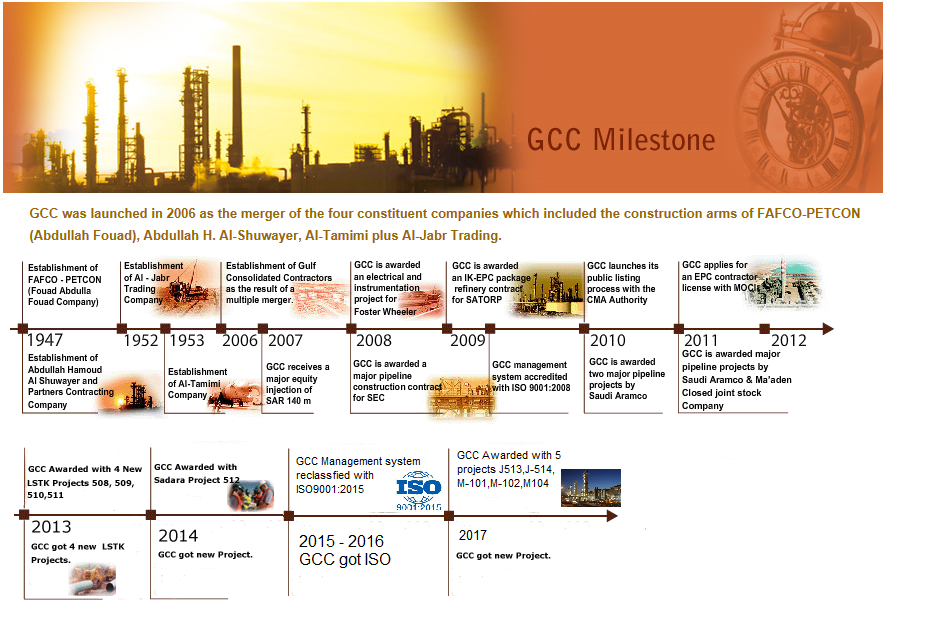 GCC Milestone
GCC was launched in 2006 as the merger of the four constituent companies which included the construction arms of FAFCO-PETCON
(Abdullah Fouad), Abdullah H. Al-Shuwayer, Al-Tamimi plus Al-Jabr Trading.
Establishment of
FAFCO - PETCON
(Fouad Abdulla
Fouad Company)
Establishment
of Al - Jabr
Trading
Company
Establishment of Gulf
Consolidated Contractors
as the result of a
multiple merger.
GCC is awarded
an electrical and
instrumentation
project for
Foster Wheeler
GCC is awarded
an IK-EPC package
refinery contract
for SATORP
GCC launches its
public listing
process with the
CMA Authority
GCC applies for
an EPC contractor
license with MOCI
1947
1952
1953
2006
2007
2008
2009
2010
2011
2012
Establishment of
Abdullah Hamoud
Al Shuwayer and
Partners Contracting
Company
Establishment
of Al-Tamimi
Company
GCC receives a
major equity
injection of
SAR 140 m
GCC is awarded a
major pipeline
construction contract
for SEC
GCC management
system accredited
with ISO 9001:2008
GCC is awarded
two major pipeline
projects by
Saudi Aramco
GCC is awarded major
pipeline projects by
Saudi Aramco & Ma'aden
Closed joint stock
Company
GCC Awarded with 4 New
LSTK Projects 508, 509,
510,511
GCC Awarded with
Sadara Project 512
GCC Management system
reclassfied with
ISO9001:2015
ISO
9001:2015
GCC Awarded with 5
projects J513,J-514,
M-101,M-102,M104
2013
GCC got 4 new LSTK
Projects.
2014
GCC got new Project.
2015 - 2016
GCC got ISO
2017
GCC got new Project.